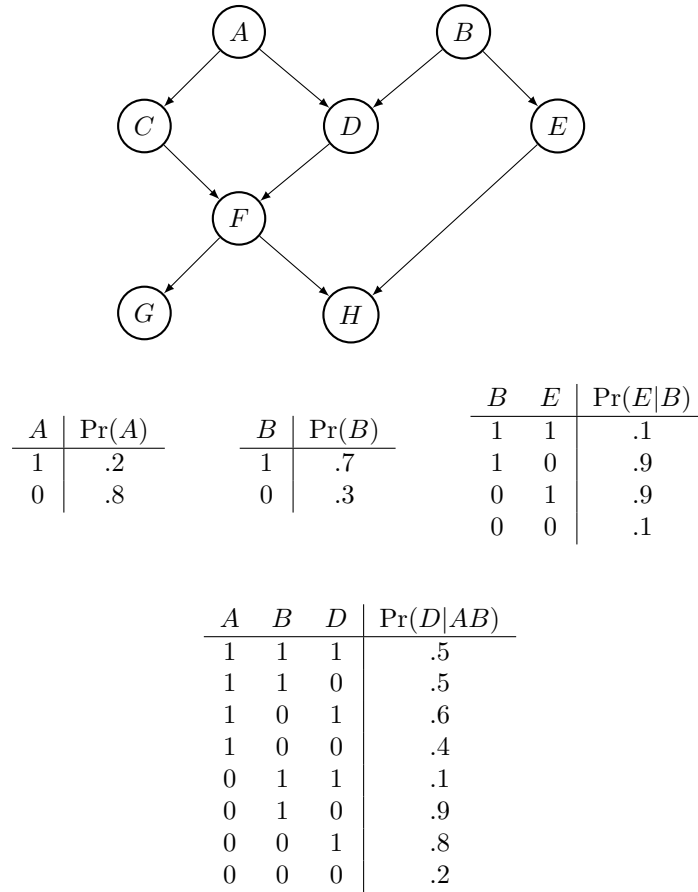 A B
C D E
F
G H
A Pr(A)
1 .2
0 .8
B Pr(B)
1 .7
0 .3
B E Pr(E|B)
1 1 .1
1 0 .9
0 1 .9
0 0 .1
A B D Pr(D|AB)
1 1 1 .5
1 1 0 .5
1 0 1 .6
1 0 0 .4
0 1 1 .1
0 1 0 .9
0 0 1 .8
0 0 0 .2